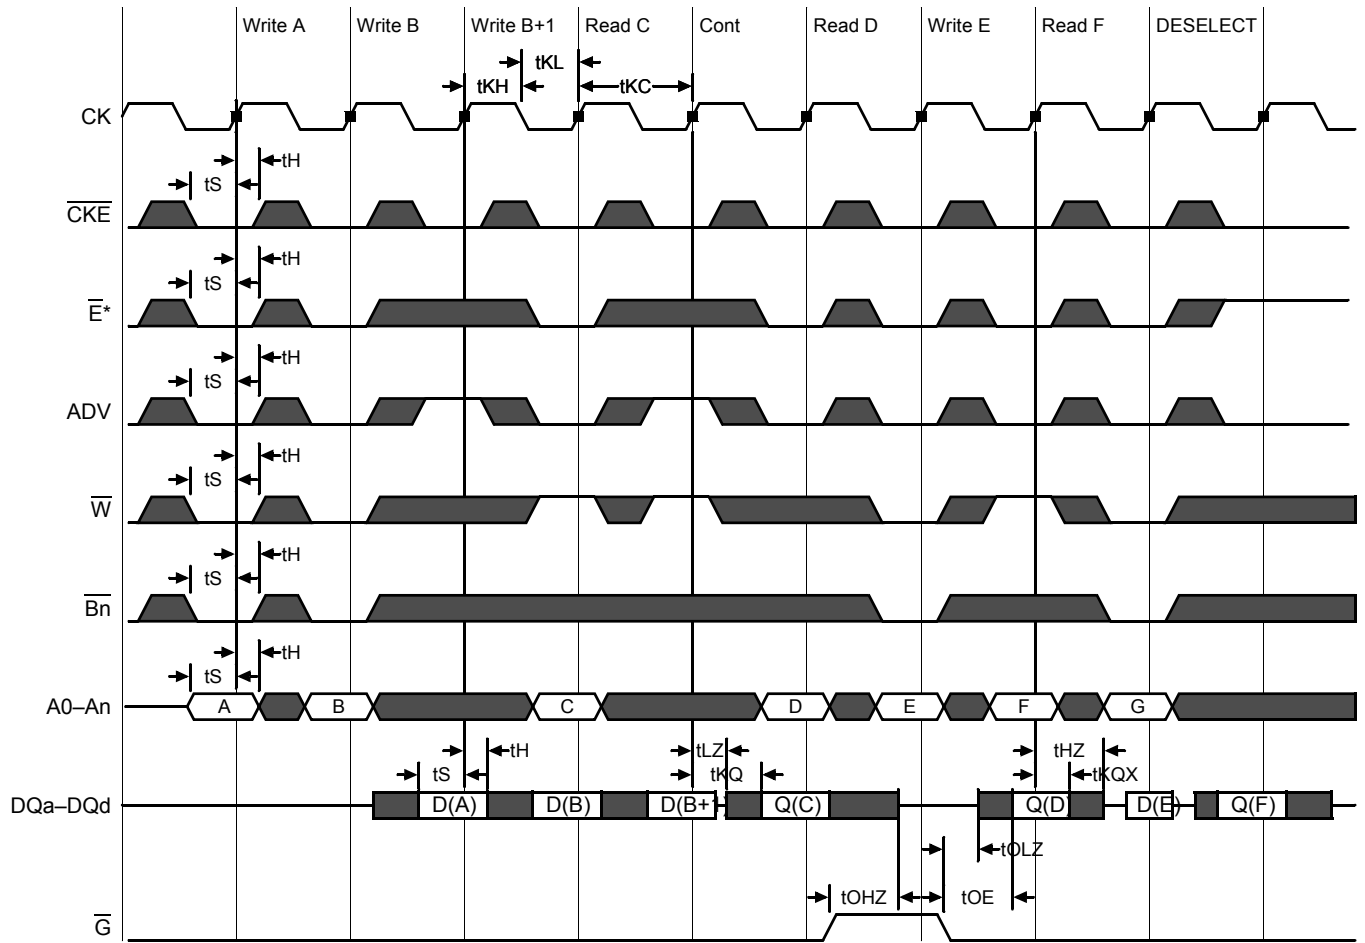 Write A Write B Write B+1 Read C Cont Read D Write E Read F DESELECT
tKL
tKH tKC
CK
tH
tS
CKE
tH
tS
E*
tH
tS
ADV
tH
tS
W
tH
tS
Bn
tH
tS
A0–An A B C D E F G
tH tLZ tHZ
tS tKQ tKQX
DQa–DQd D(A) D(B) D(B+1) Q(C) Q(D) D(E) Q(F)
tOLZ
tOHZ tOE
G